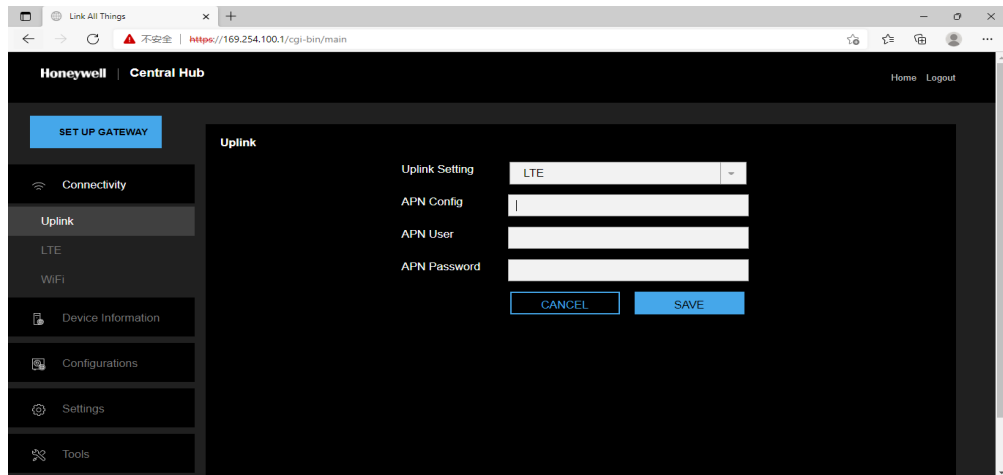 Link All Things
不安全 | https://169.254.100.1/cgi-bin/main
Honeywell | Central Hub
Home Logout
SET UP GATEWAY
Uplink
Uplink Setting
LTE
APN Config
APN User
APN Password
CANCEL
SAVE
Connectivity
Uplink
LTE
WiFi
Device Information
Configurations
Settings
Tools